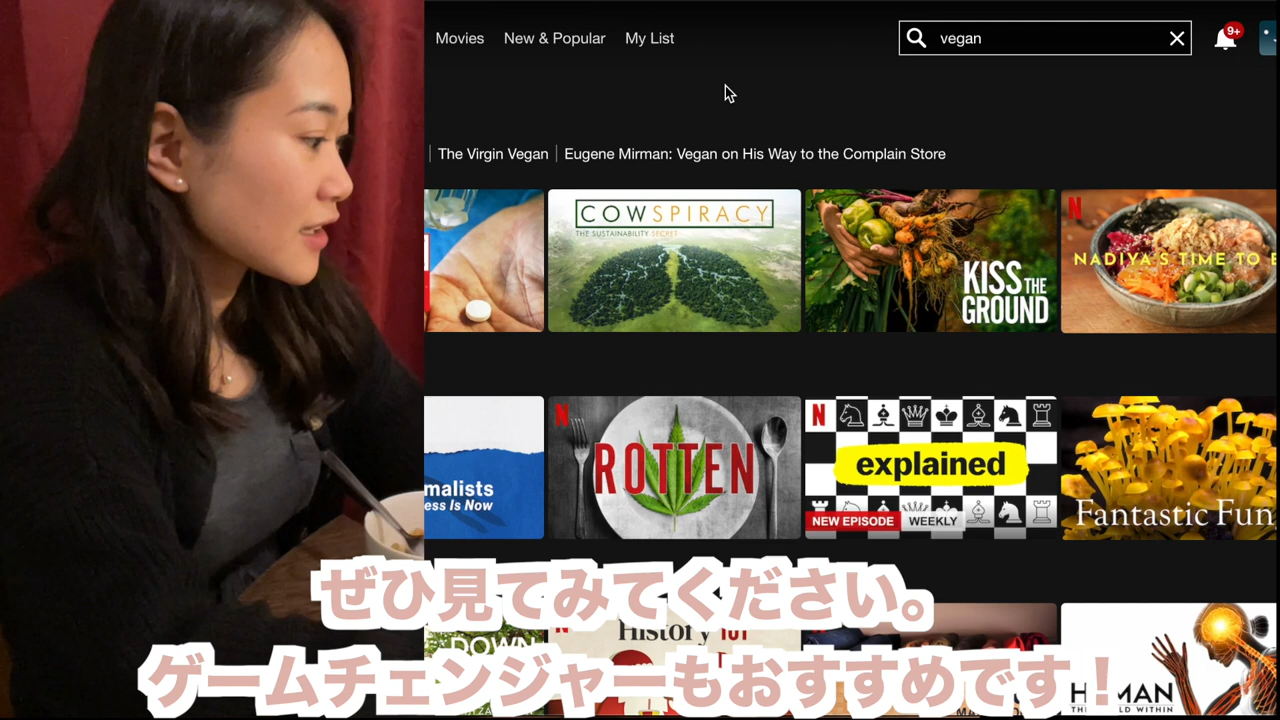 Movies New & Popular My List
vegan
9+
The Virgin Vegan | Eugene Mirman: Vegan on His Way to the Complain Store
COWSPIRACY
THE SUSTAINABILITY SECRET
KISS THE
GROUND
N
NADIYA'S TIME TO E
malists
ess Is Now
N
ROTTEN
N
explained
NEW EPISODE WEEKLY
Fantastic Fun
ぜひ見てみてください。
DOWN
History 101
ゲームチェンジャーもおすすめです！